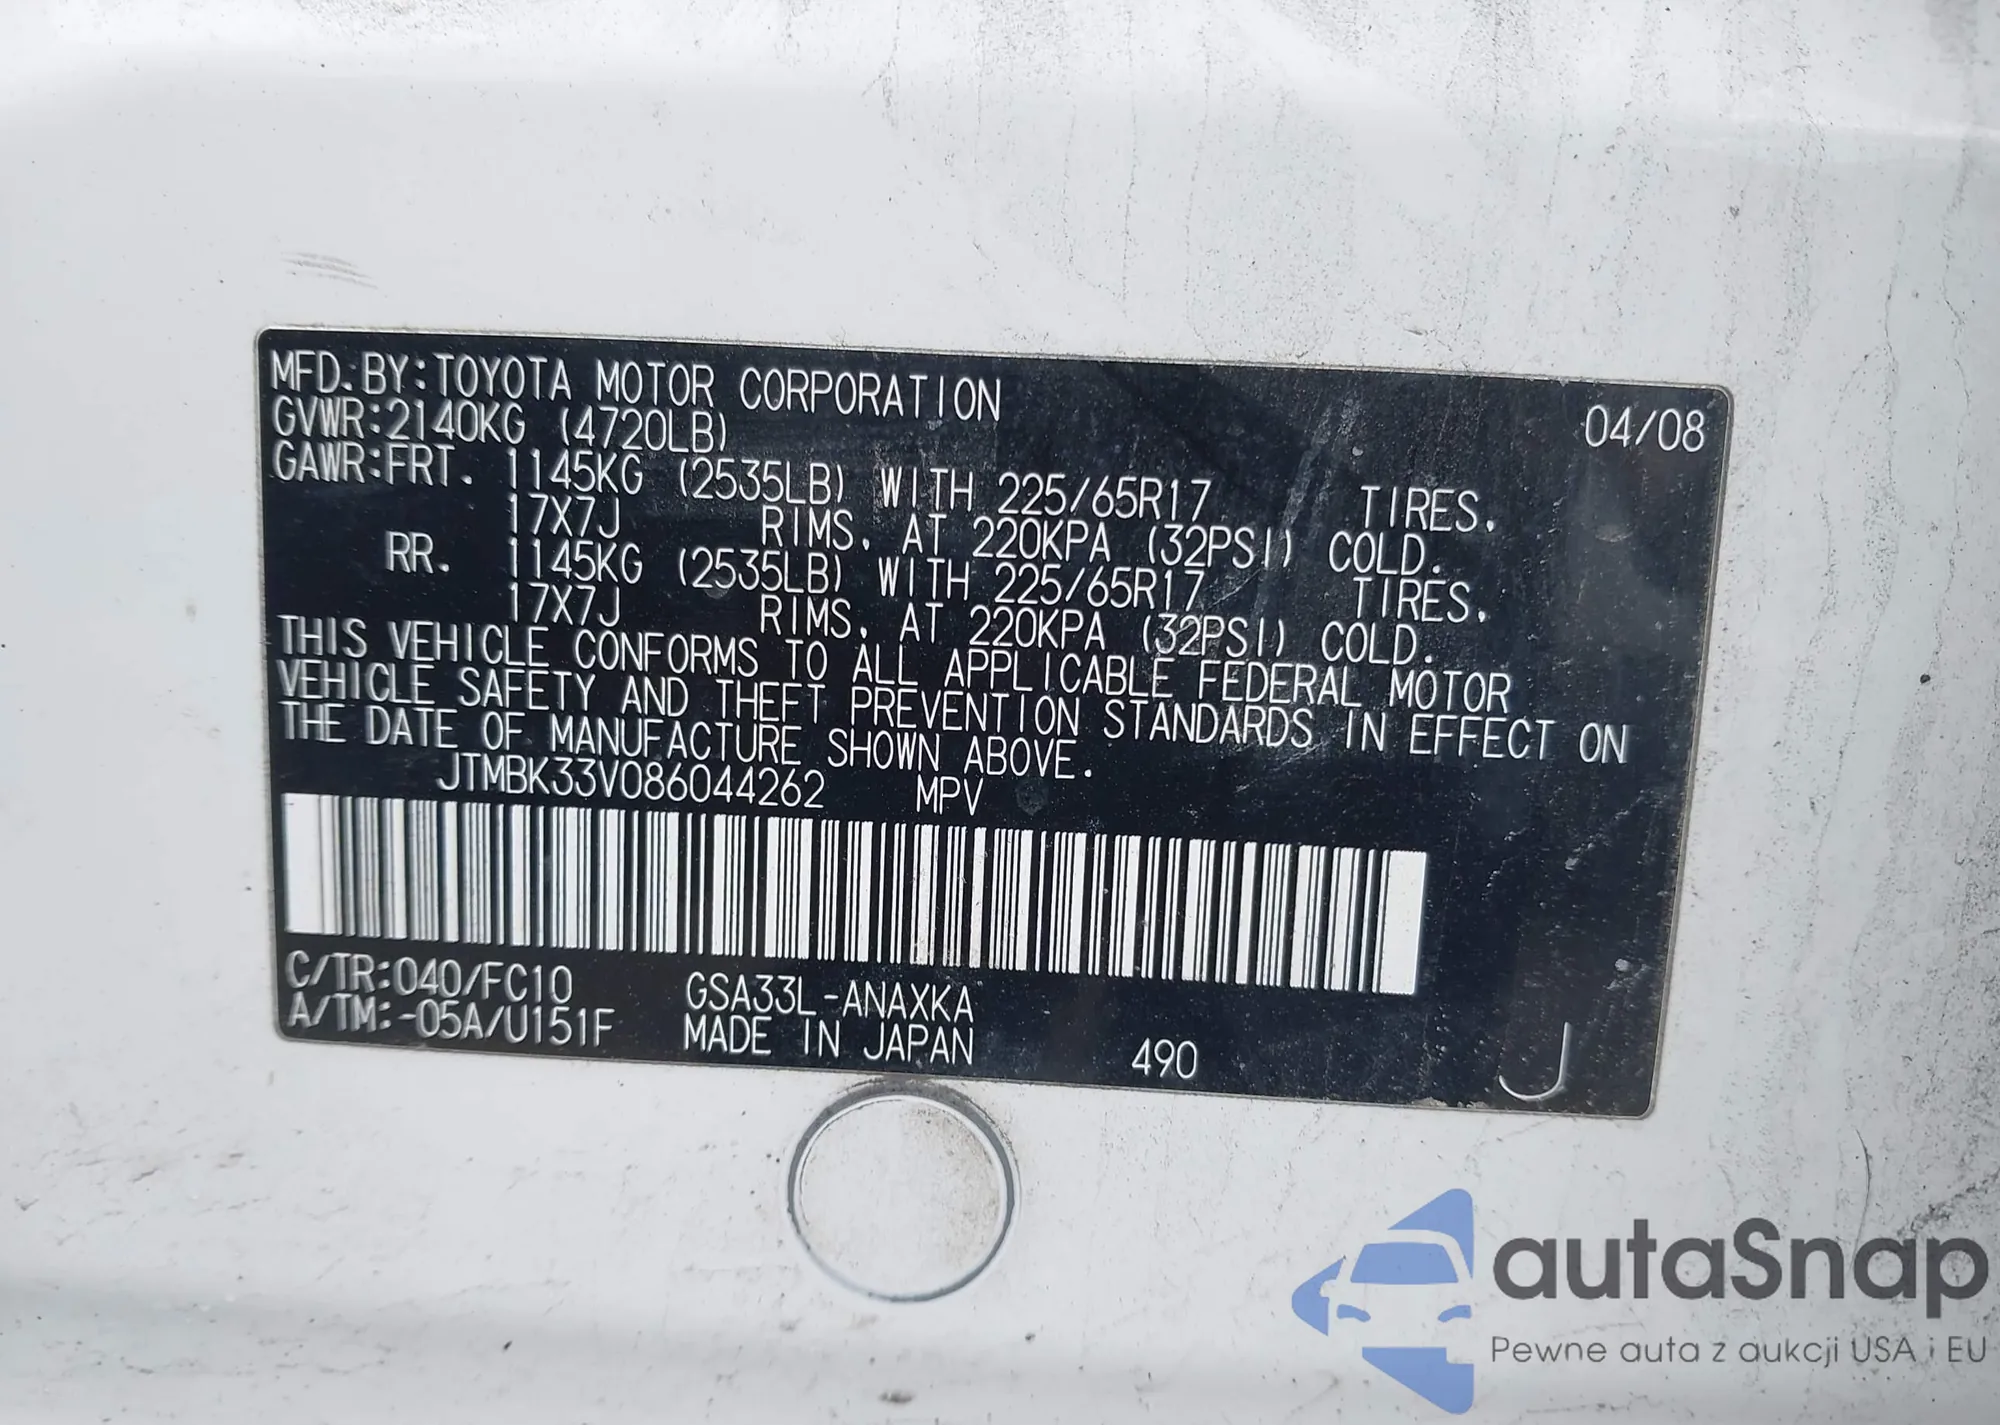 MFD. BY: TOYOTA MOTOR CORPORATION 04/08
GVWR: 2140KG (4720LB)
GAWR: FRT. 1145KG (2535LB) WITH 225/65R17 TIRES,
17X7J RIMS, AT 220KPA (32PSI) COLD.
RR. 1145KG (2535LB) WITH 225/65R17 TIRES,
17X7J RIMS, AT 220KPA (32PSI) COLD.
THIS VEHICLE CONFORMS TO ALL APPLICABLE FEDERAL MOTOR
VEHICLE SAFETY AND THEFT PREVENTION STANDARDS IN EFFECT ON
THE DATE OF MANUFACTURE SHOWN ABOVE.
JTMBK33V086044262 MPV
C/TR: 040/FC10 GSA33L-ANAXKA
A/TM: -05A/U151F MADE IN JAPAN 490 J
autaSnap
Pewne auta z aukcji USA i EU